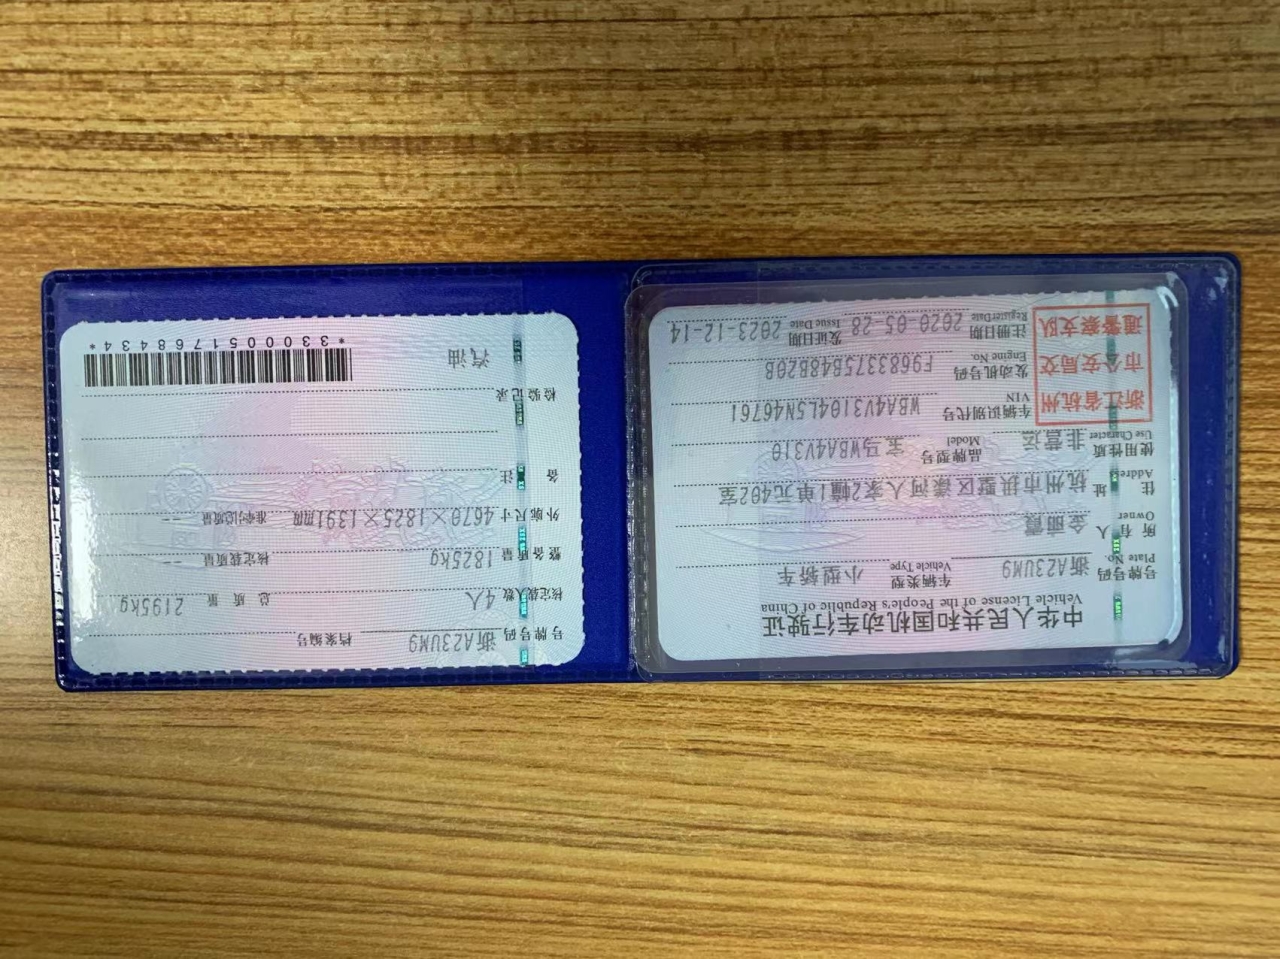 中华人民共和国机动车行驶证
Vehicle License of the People's Republic of China
号牌号码 浙A23UM9 车辆类型 小型轿车
Plate No. Vehicle Type
所有人 金丽霞
Owner
住址 杭州市拱墅区濛河人家2幢1单元402室
Address
使用性质 非营运 品牌型号 宝马WBA4V310
Use Character Model
浙江省杭州
市公安局交
通警察支队
车辆识别代号 WBA4V3104L5N46761
VIN
发动机号码 F9683375B48B20B
Engine No.
注册日期 2020-05-28 发证日期 2023-12-14
Register Date Issue Date
号牌号码 浙A23UM9 档案编号
核定载人数 4人 总质量 2195kg
整备质量 1825kg 核定载质量 --
外廓尺寸 4670×1825×1391mm 准牵引总质量 --
备注
检验记录
汽油
*3300051768434*